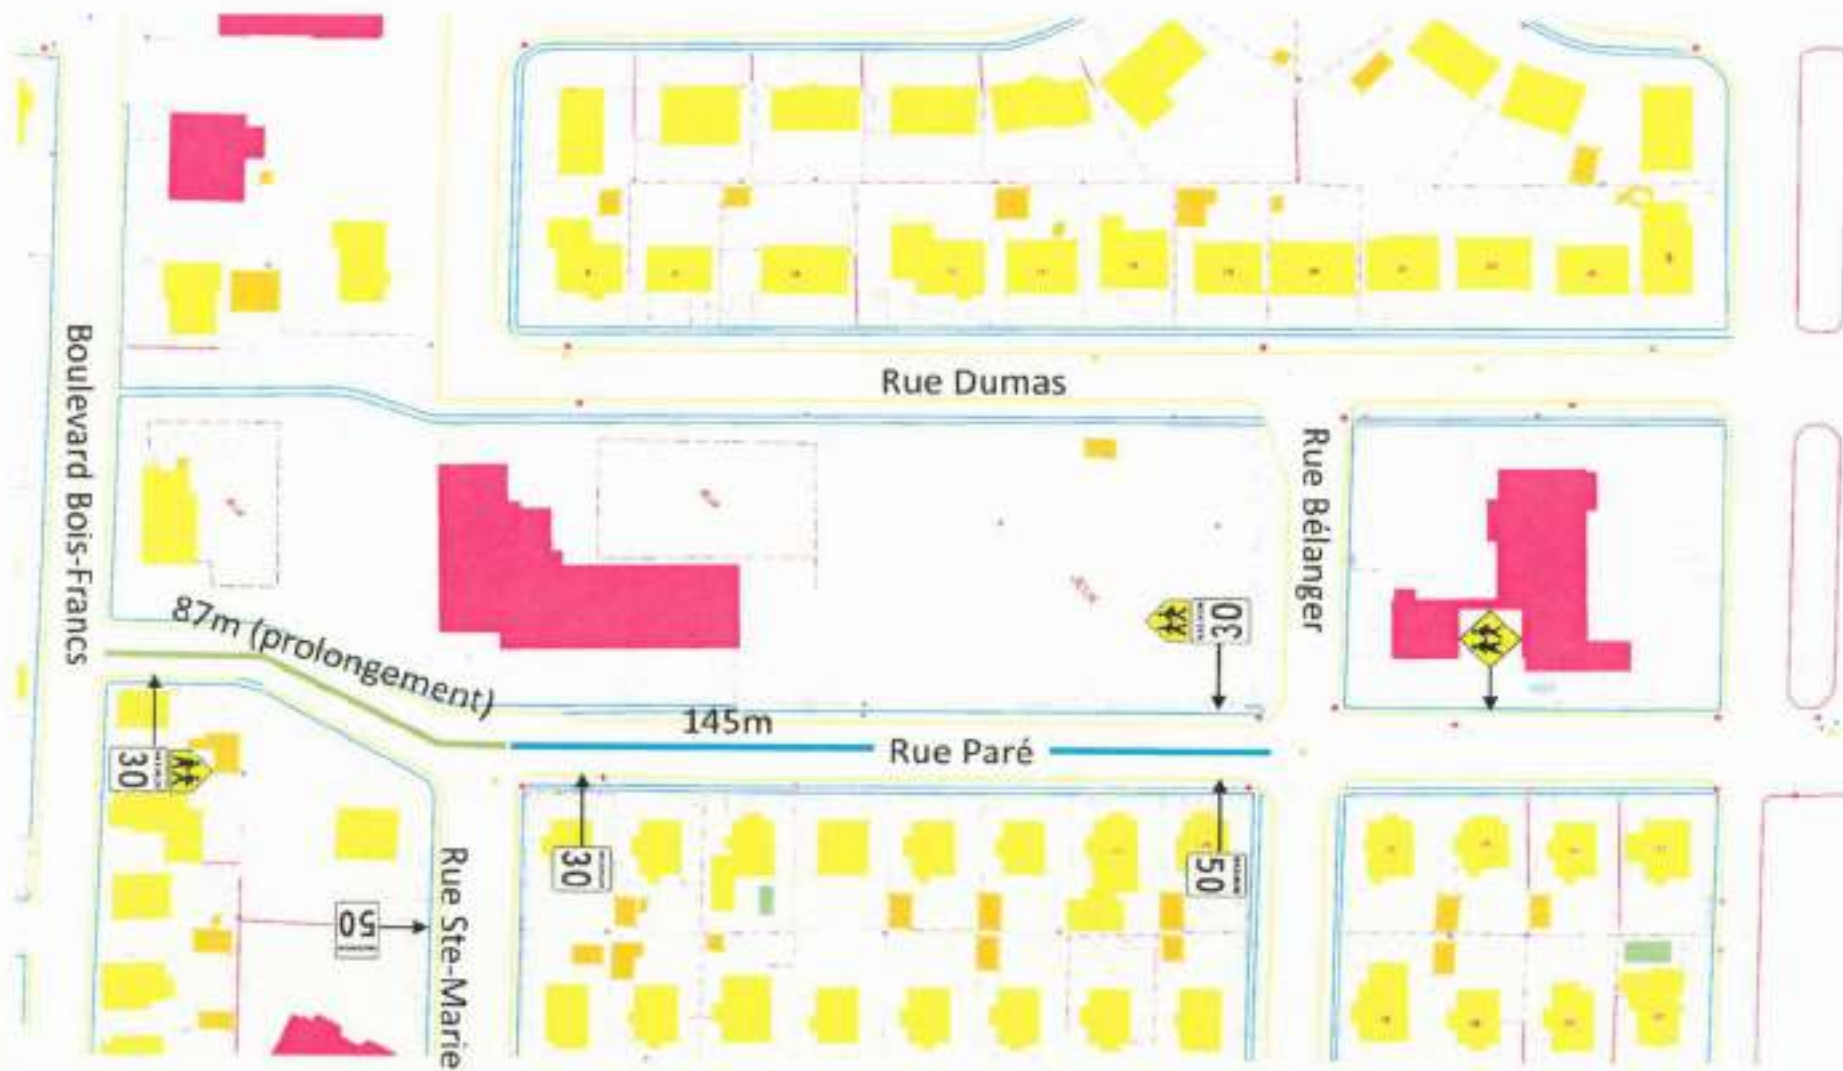 Rue Dumas
Boulevard Bois-Francs
Rue Bélanger
87m (prolongement)
30
145m
Rue Paré
30
30
50
50
Rue Ste-Marie